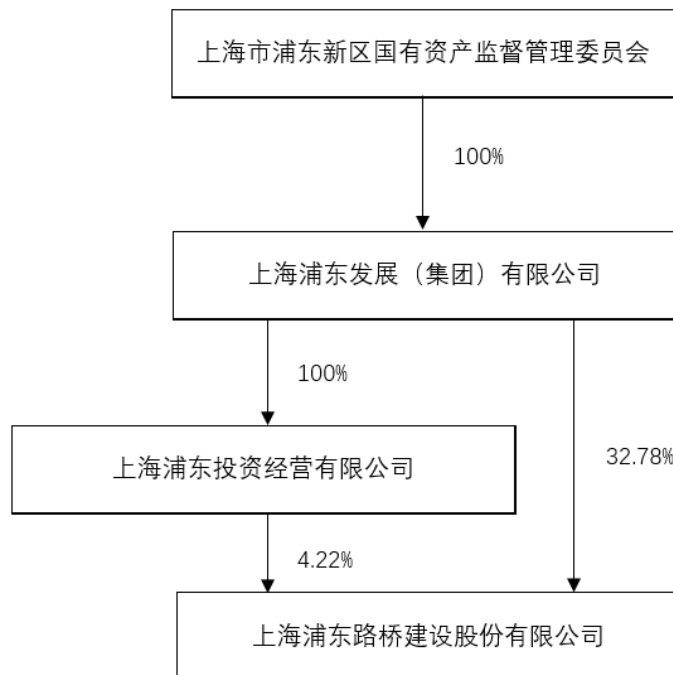 上海市浦东新区国有资产监督管理委员会
100%
上海浦东发展（集团）有限公司
100%
上海浦东投资经营有限公司
32.78%
4.22%
上海浦东路桥建设股份有限公司